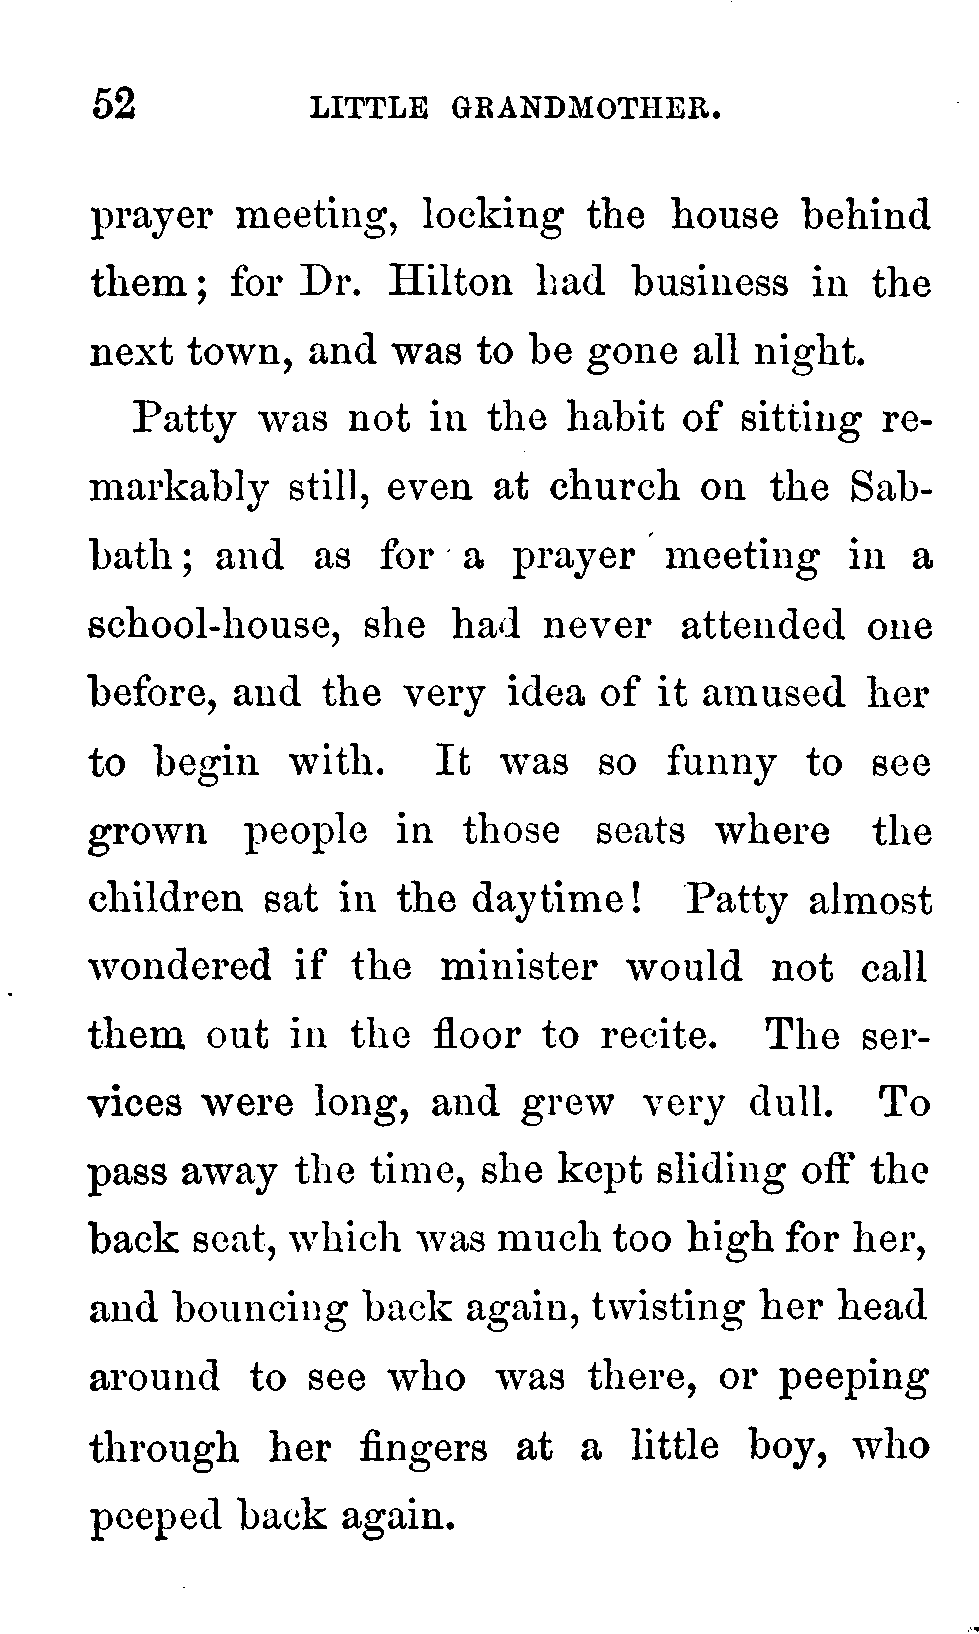 52 LITTLE GRANDMOTHER.
prayer meeting, locking the house behind
them; for Dr. Hilton had business in the
next town, and was to be gone all night.
Patty was not in the habit of sitting re-
markably still, even at church on the Sab-
bath; and as for a prayer meeting in a
school-house, she had never attended one
before, and the very idea of it amused her
to begin with. It was so funny to see
grown people in those seats where the
children sat in the daytime! Patty almost
wondered if the minister would not call
them out in the floor to recite. The ser-
vices were long, and grew very dull. To
pass away the time, she kept sliding off the
back seat, which was much too high for her,
and bouncing back again, twisting her head
around to see who was there, or peeping
through her fingers at a little boy, who
peeped back again.